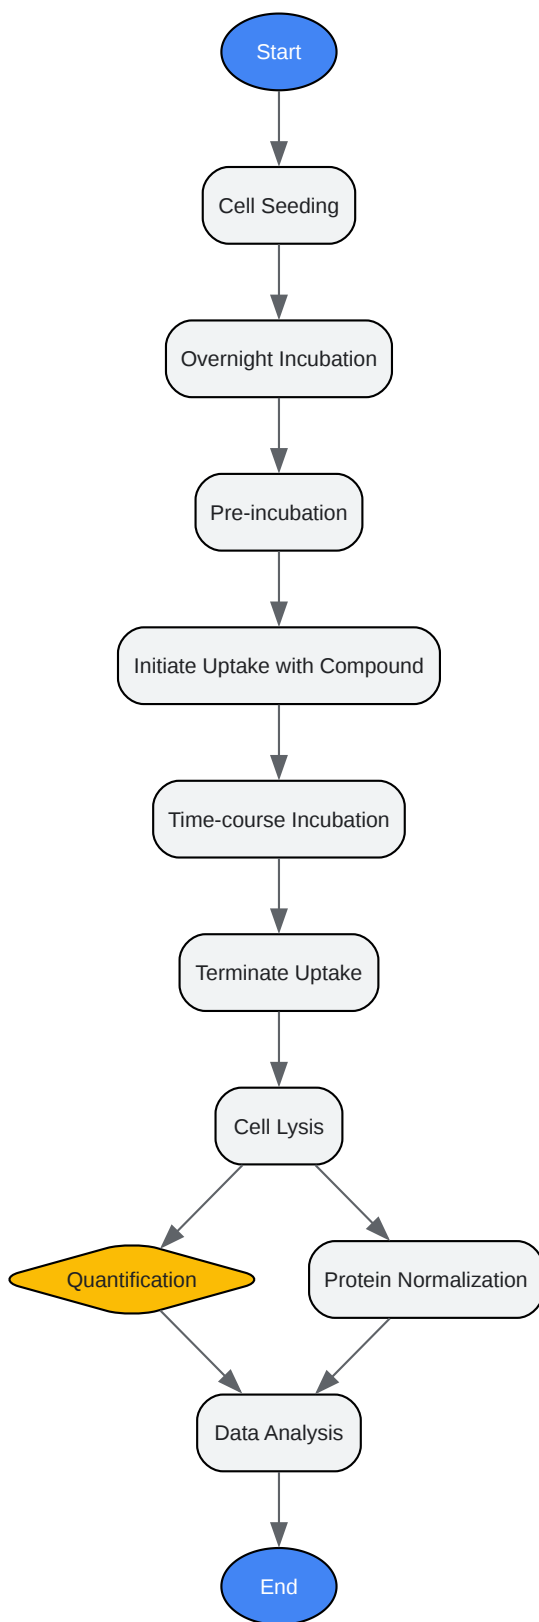 Start
Cell Seeding
Overnight Incubation
Pre-incubation
Initiate Uptake with Compound
Time-course Incubation
Terminate Uptake
Cell Lysis
Quantification
Protein Normalization
Data Analysis
End